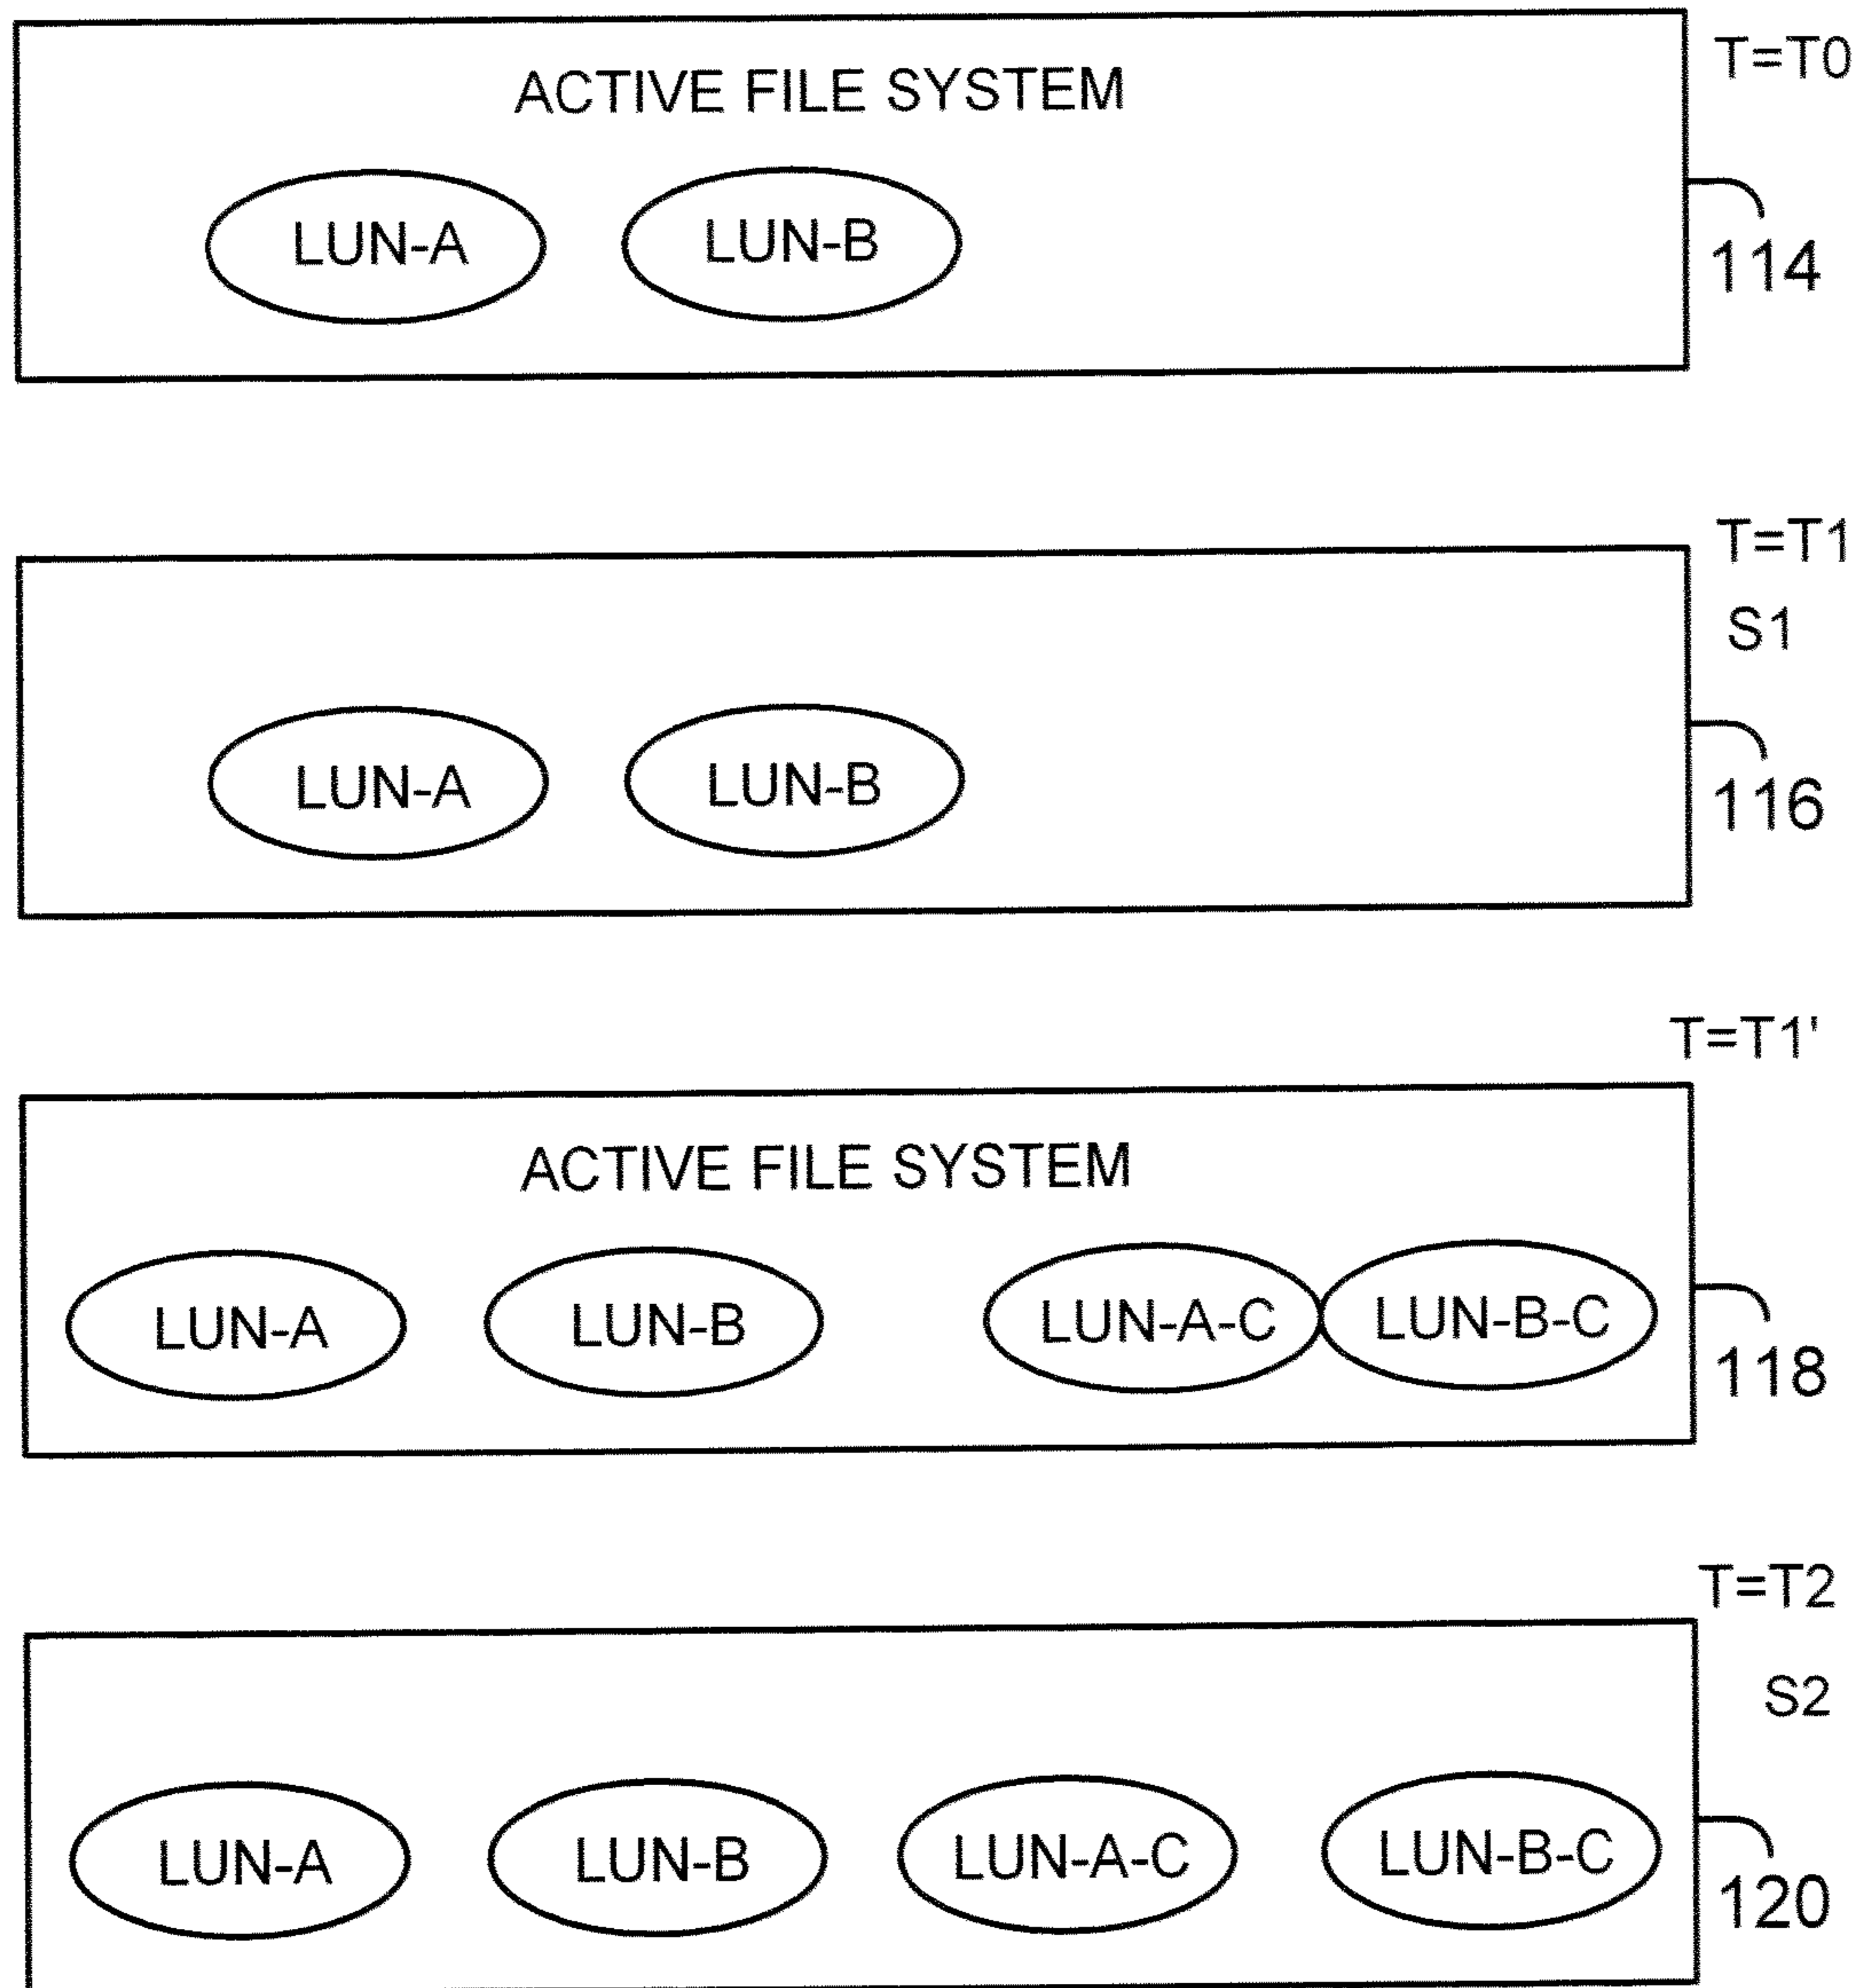 T=T0
ACTIVE FILE SYSTEM
LUN-A LUN-B
114
T=T1
S1
LUN-A LUN-B
116
T=T1'
ACTIVE FILE SYSTEM
LUN-A LUN-B LUN-A-C LUN-B-C
118
T=T2
S2
LUN-A LUN-B LUN-A-C LUN-B-C
120